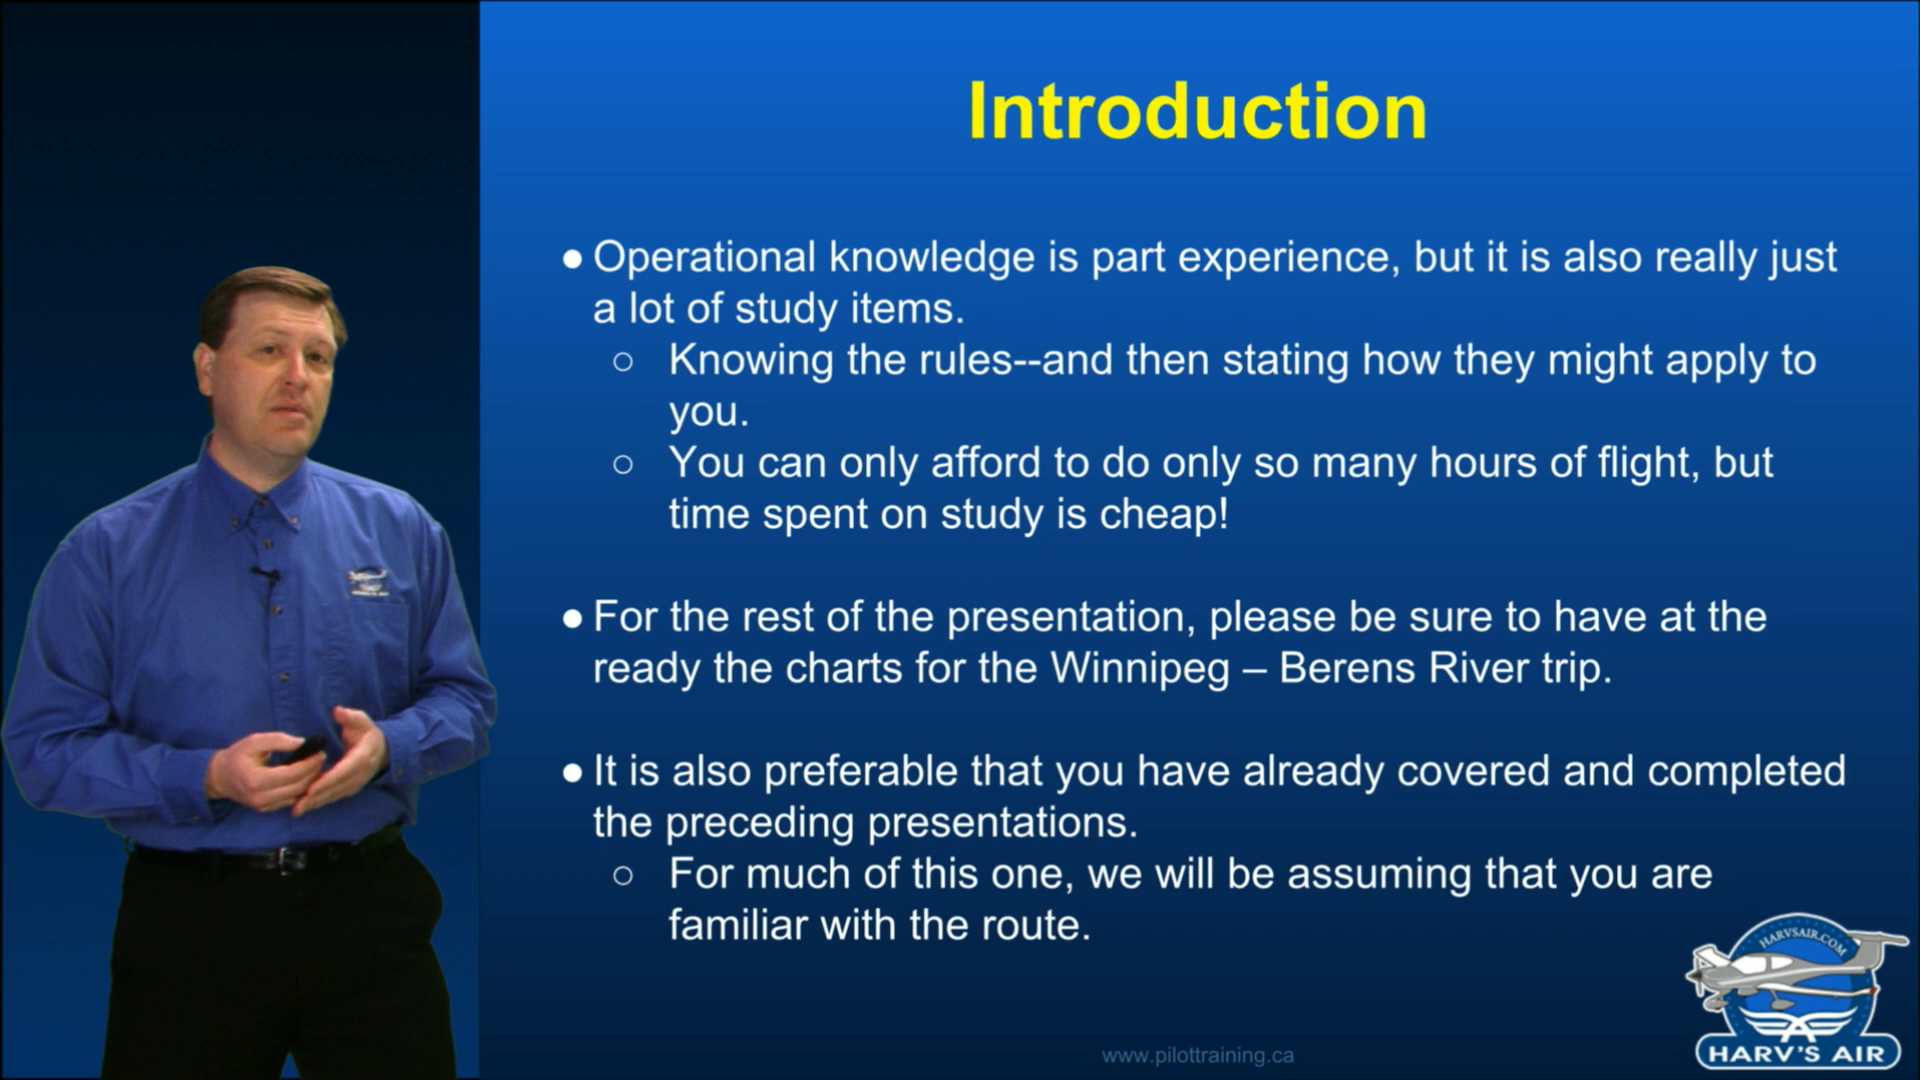 Introduction
● Operational knowledge is part experience, but it is also really just
a lot of study items.
○ Knowing the rules--and then stating how they might apply to
you.
○ You can only afford to do only so many hours of flight, but
time spent on study is cheap!
● For the rest of the presentation, please be sure to have at the
ready the charts for the Winnipeg – Berens River trip.
● It is also preferable that you have already covered and completed
the preceding presentations.
○ For much of this one, we will be assuming that you are
familiar with the route.
HARVSAIR.COM
HARV'S AIR
www.pilottraining.ca